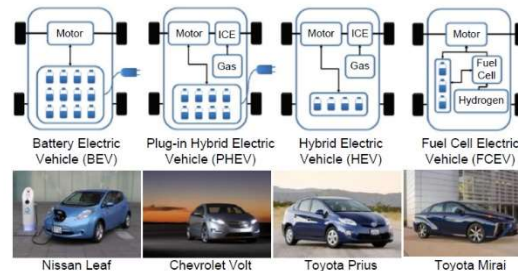 Motor
Motor ICE
Gas
Motor ICE
Gas
Motor
Fuel
Cell
Hydrogen
Battery Electric
Vehicle (BEV)
Plug-in Hybrid Electric
Vehicle (PHEV)
Hybrid Electric
Vehicle (HEV)
Fuel Cell Electric
Vehicle (FCEV)
Nissan Leaf
Chevrolet Volt
Toyota Prius
Toyota Mirai